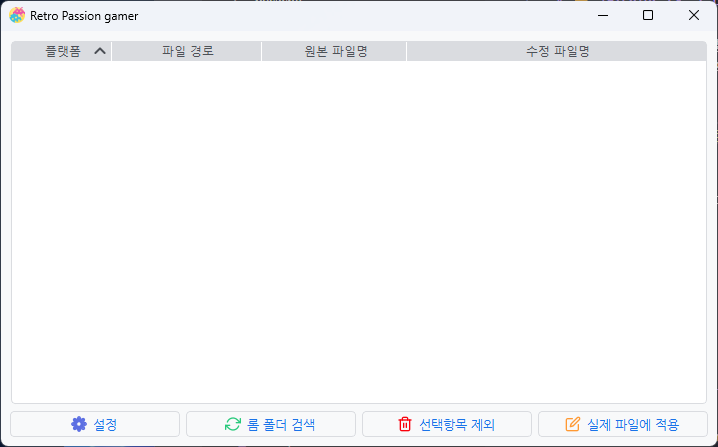 Retro Passion gamer
플랫폼 파일 경로 원본 파일명 수정 파일명
설정 롬 폴더 검색 선택항목 제외 실제 파일에 적용